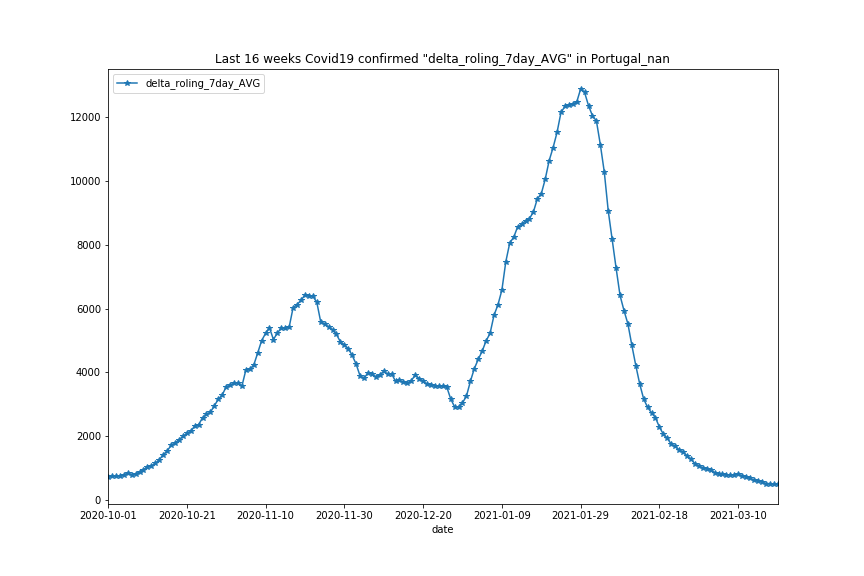 Last 16 weeks Covid19 confirmed "delta_roling_7day_AVG" in Portugal_nan
delta_roling_7day_AVG
12000
10000
8000
6000
4000
2000
0
2020-10-01 2020-10-21 2020-11-10 2020-11-30 2020-12-20 2021-01-09 2021-01-29 2021-02-18 2021-03-10
date